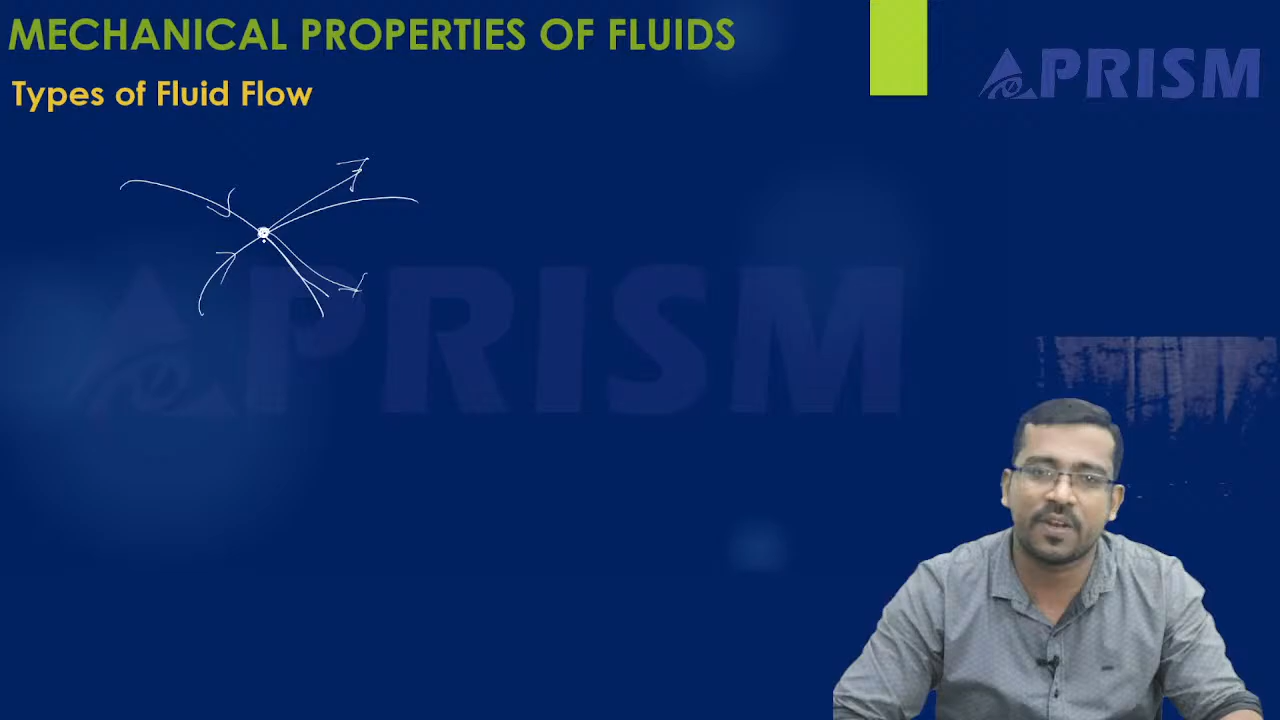 MECHANICAL PROPERTIES OF FLUIDS
Types of Fluid Flow
PRISM
PRISM